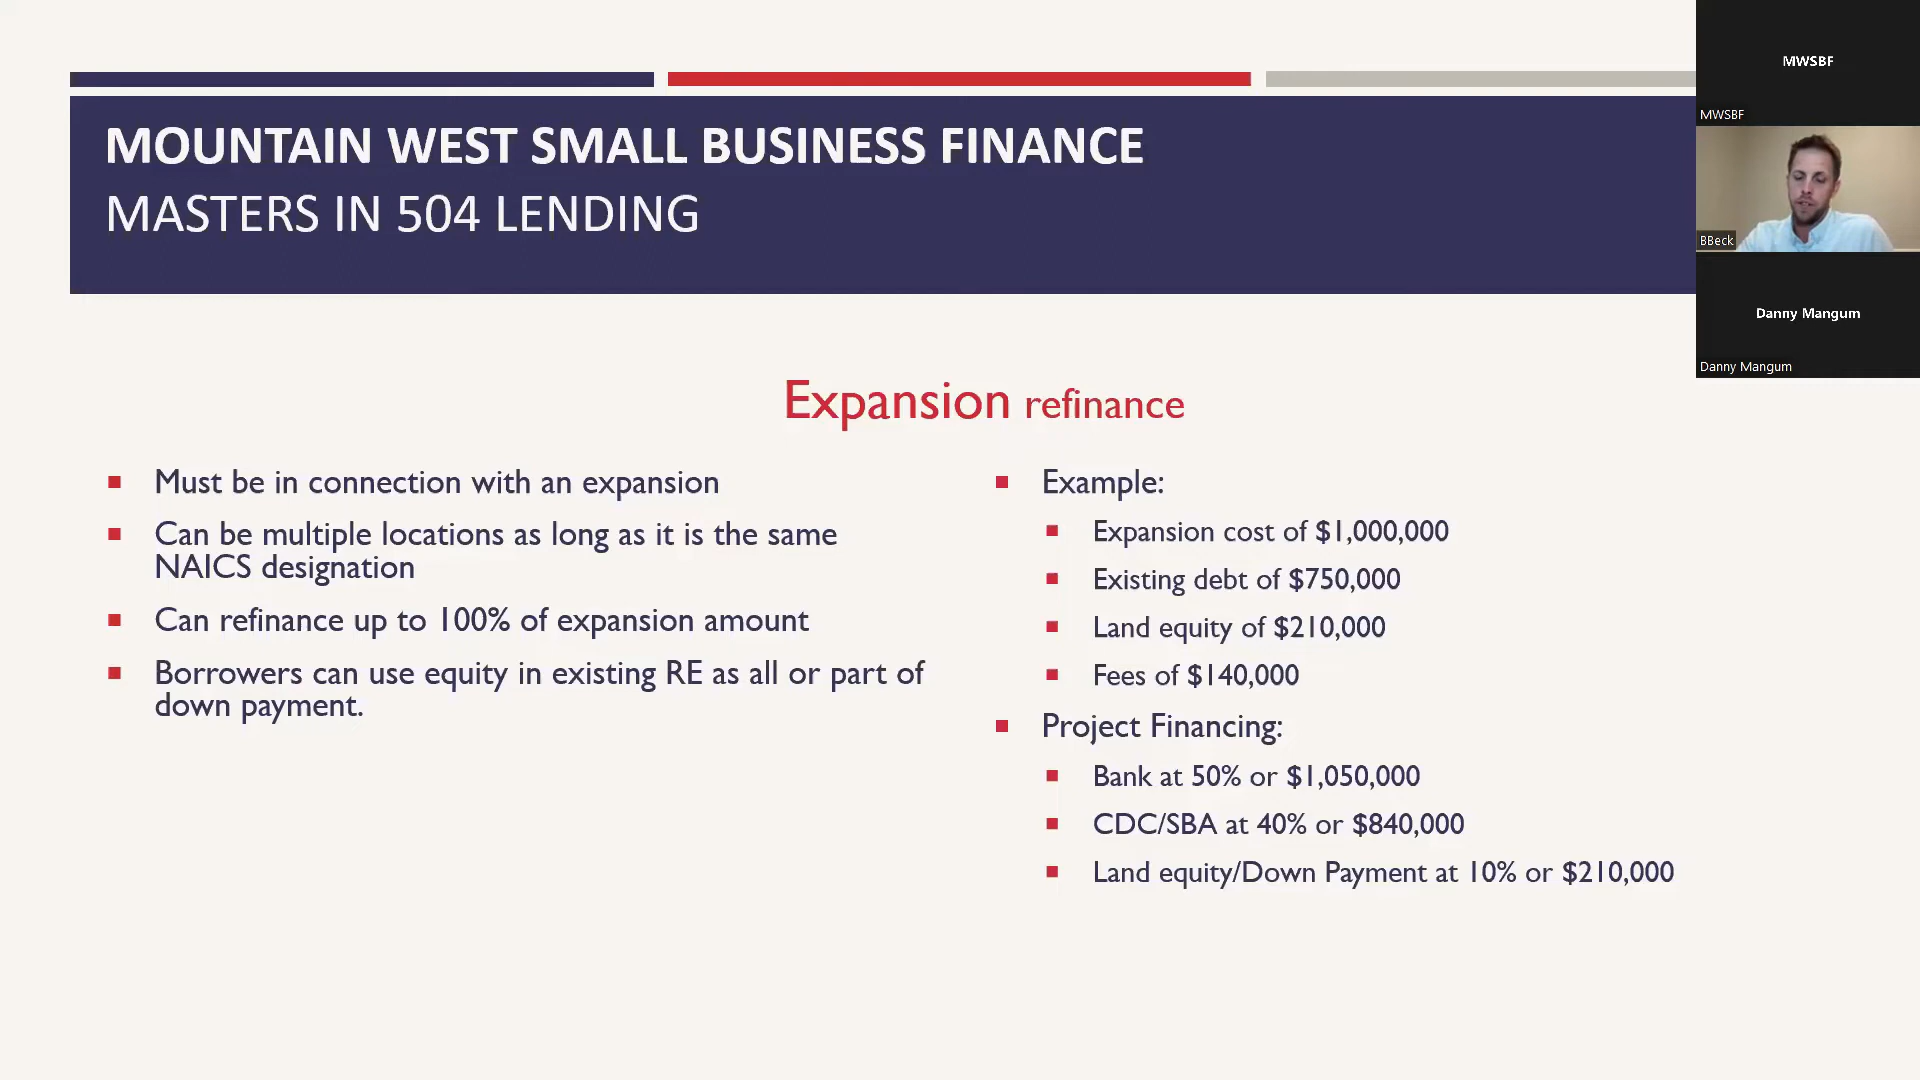 MOUNTAIN WEST SMALL BUSINESS FINANCE
MASTERS IN 504 LENDING
Expansion refinance
Must be in connection with an expansion
Can be multiple locations as long as it is the same
NAICS designation
Can refinance up to 100% of expansion amount
Borrowers can use equity in existing RE as all or part of
down payment.
Example:
Expansion cost of $1,000,000
Existing debt of $750,000
Land equity of $210,000
Fees of $140,000
Project Financing:
Bank at 50% or $1,050,000
CDC/SBA at 40% or $840,000
Land equity/Down Payment at 10% or $210,000
MWSBF
MWSBF
BBeck
Danny Mangum
Danny Mangum